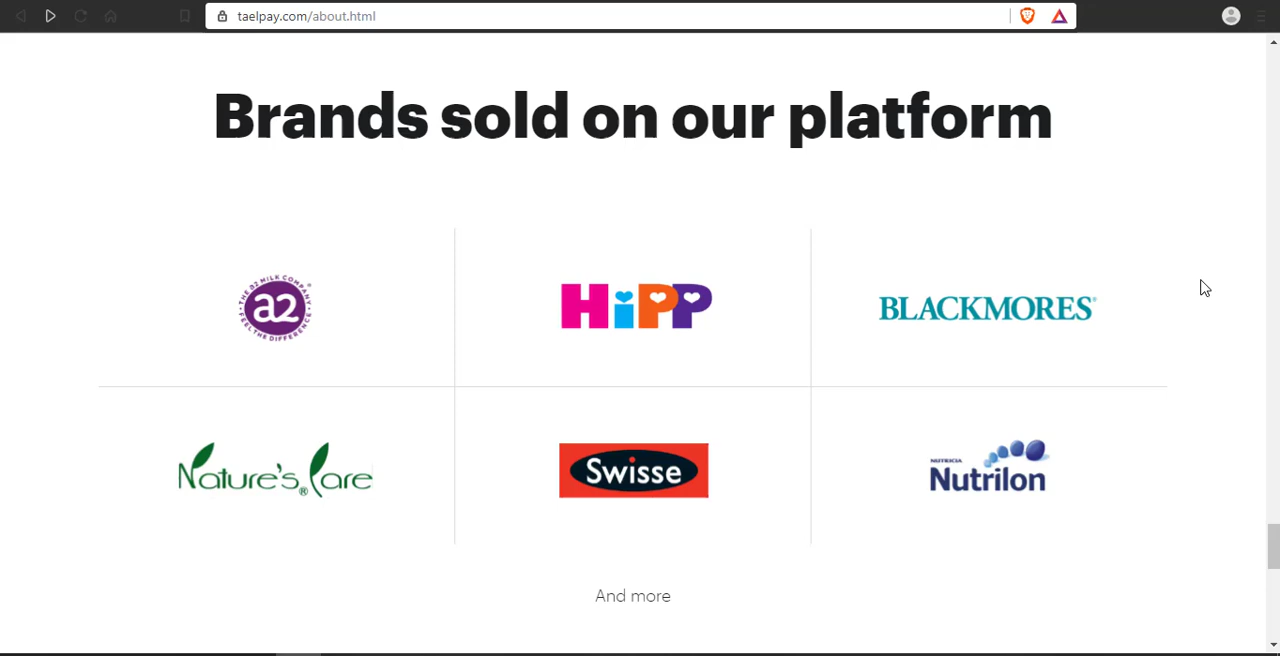 taelpay.com/about.html
Brands sold on our platform
THE a2 MILK COMPANY
a2
FEEL THE DIFFERENCE
HiPP
BLACKMORES
Nature's Care
Swisse
NUTRICIA
Nutrilon
And more